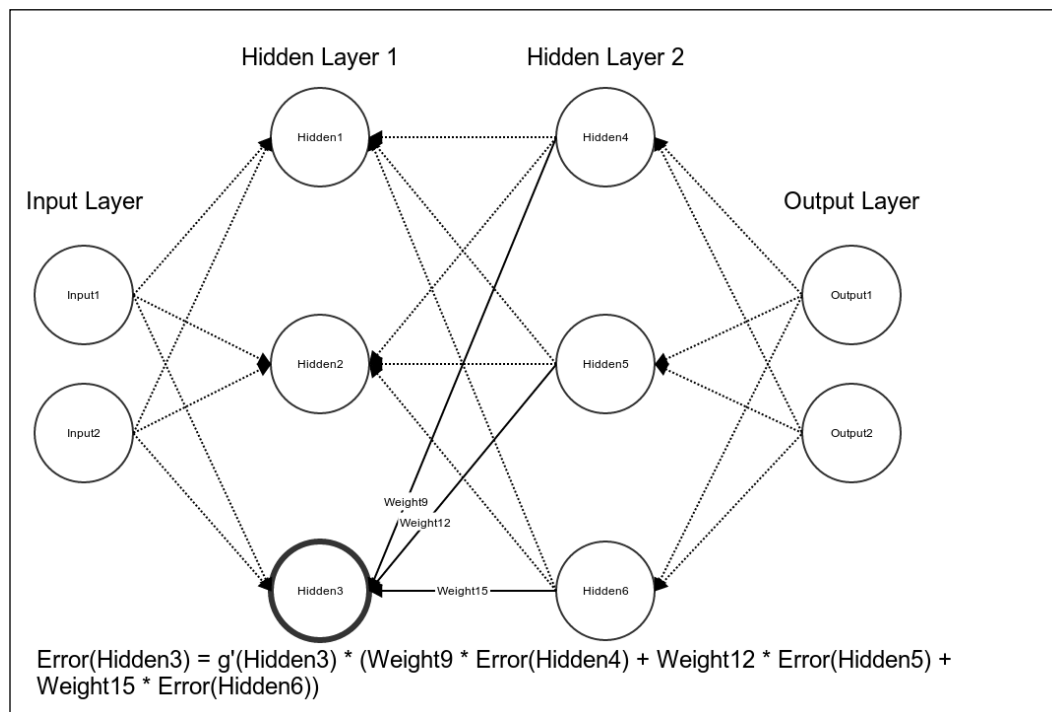 Hidden Layer 1
Hidden Layer 2
Hidden1
Hidden4
Input Layer
Output Layer
Input1
Output1
Hidden2
Hidden5
Input2
Output2
Weight9
Weight12
Hidden3
Weight15
Hidden6
Error(Hidden3) = g'(Hidden3) * (Weight9 * Error(Hidden4) + Weight12 * Error(Hidden5) +
Weight15 * Error(Hidden6))